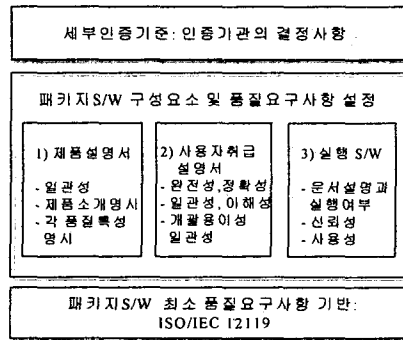 세부인증기준: 인증기관의 결정사항
패키지S/W 구성요소 및 품질요구사항 설정
1) 제품설명서
- 일관성
- 제품소개명시
- 각 품질특성
명시
2) 사용자취급
설명서
- 완전성,정확성
- 일관성,이해성
- 개괄용이성
일관성
3) 실행 S/W
- 문서설명과
실행여부
- 신뢰성
- 사용성
패키지S/W 최소 품질요구사항 기반:
ISO/IEC 12119